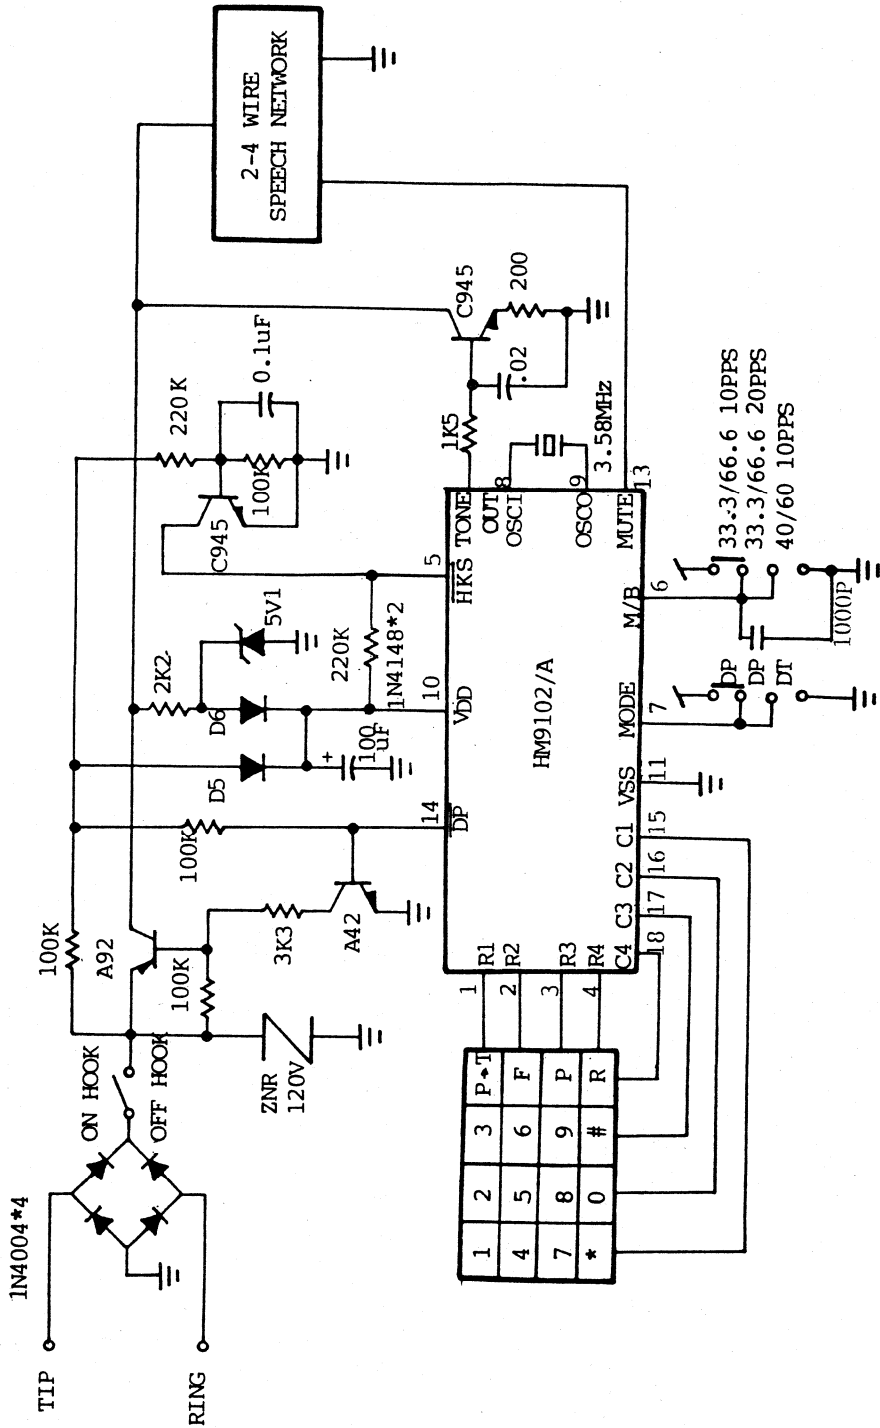 TIP
RING
1N4004*4
ON HOOK
OFF HOOK
ZNR
120V
100K
A92
100K
3K3
A42
100K
D5
D6
2K2
5V1
100
uF
+
220K
1N4148*2
C945
220K
100K
0.1uF
2-4 WIRE
SPEECH NETWORK
C945
200
.02
1K5
3.58MHz
14
DP
10
VDD
5
HKS
TONE
OUT
8
OSCI
9
OSCO
13
MUTE
HM9102/A
1 R1
2 R2
3 R3
4 R4
18 C4
17 C3
16 C2
15 C1
11 VSS
7 MODE
6 M/B
1 2 3 P→T
4 5 6 F
7 8 9 P
* 0 # R
DP
DP
DT
1000P
33.3/66.6 10PPS
33.3/66.6 20PPS
40/60 10PPS